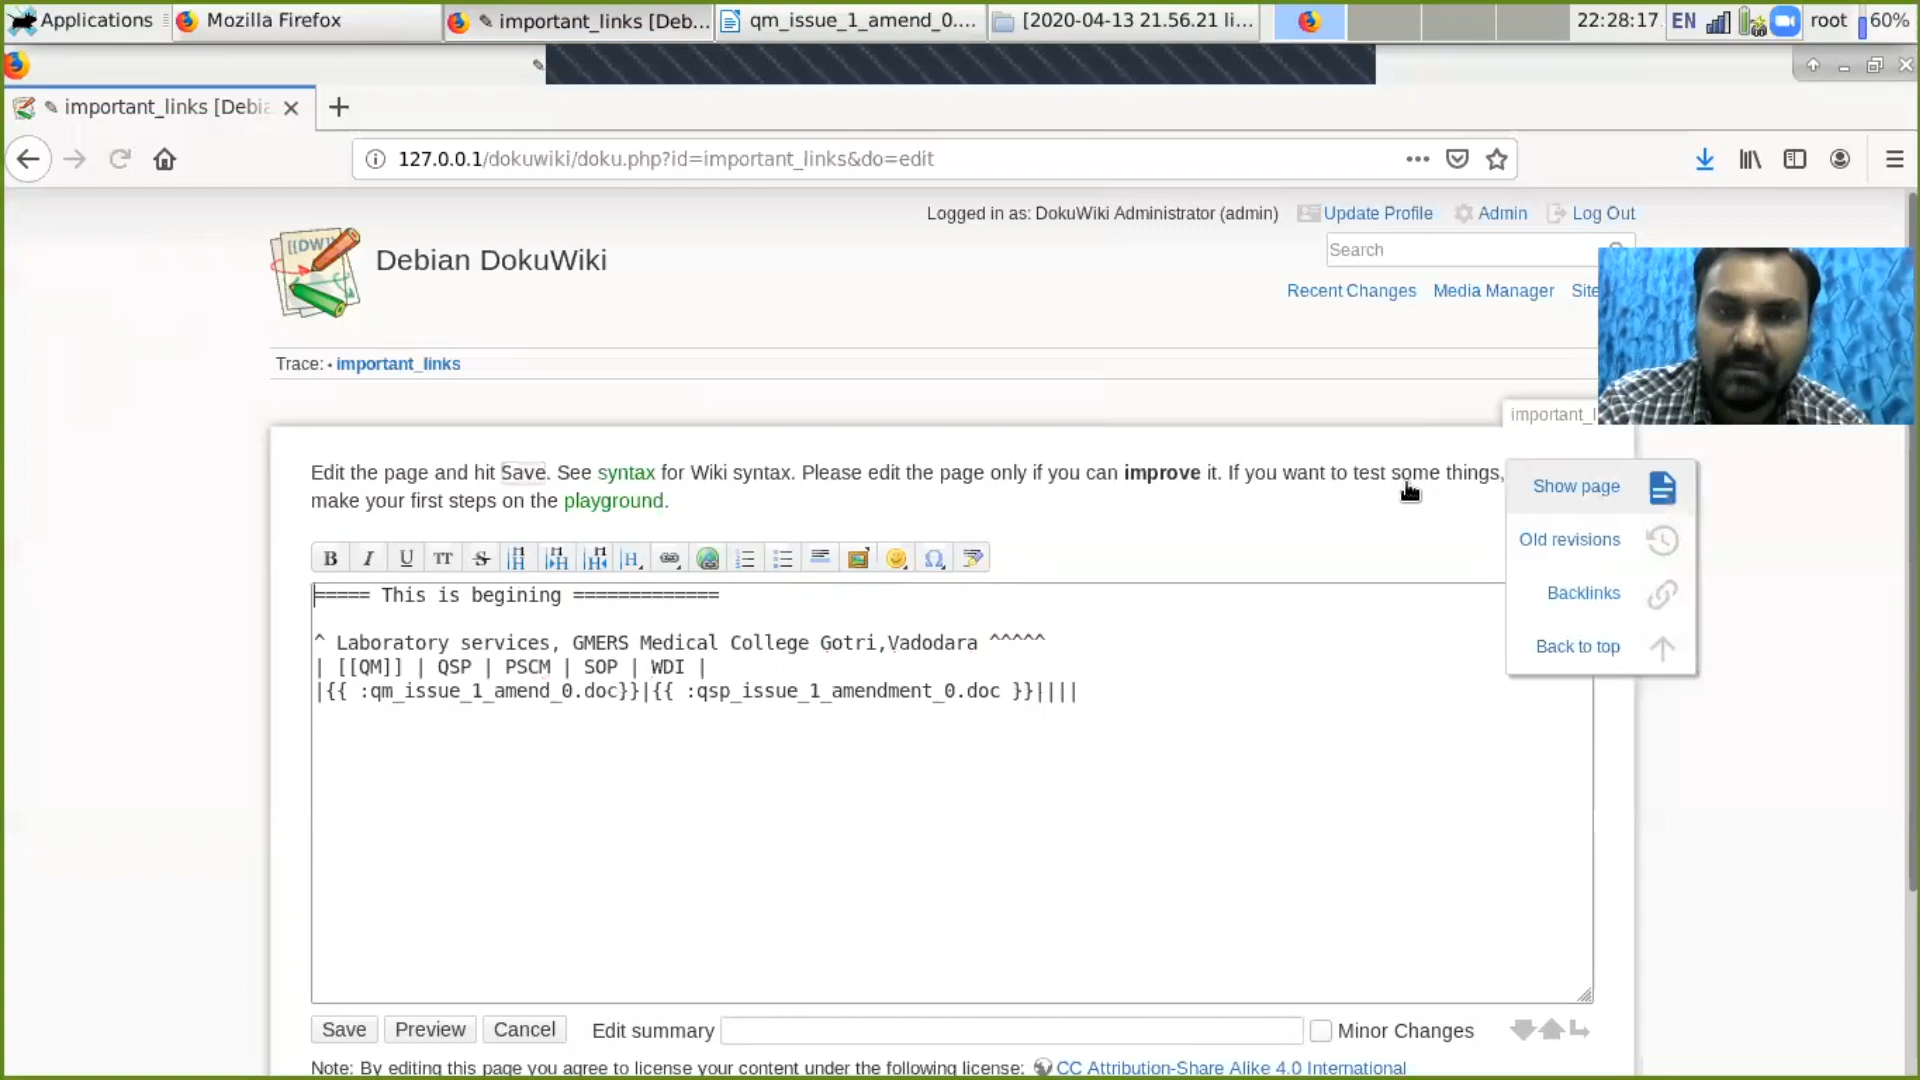 Applications
Mozilla Firefox
✎ important_links [Deb...
qm_issue_1_amend_0....
[2020-04-13 21.56.21 li...
22:28:17
EN
root
60%
✎ important_links [Debia
127.0.0.1/dokuwiki/doku.php?id=important_links&do=edit
Logged in as: DokuWiki Administrator (admin) Update Profile Admin Log Out
[[DW]]
Debian DokuWiki
Search
Recent Changes Media Manager Site
Trace: • important_links
important_l
Edit the page and hit Save. See syntax for Wiki syntax. Please edit the page only if you can improve it. If you want to test some things,
make your first steps on the playground.
Show page
Old revisions
Backlinks
Back to top
B I U TT S
===== This is begining =============
^ Laboratory services, GMERS Medical College Gotri,Vadodara ^^^^^
| [[QM]] | QSP | PSCM | SOP | WDI |
|{{ :qm_issue_1_amend_0.doc}}|{{ :qsp_issue_1_amendment_0.doc }}||||
Save Preview Cancel Edit summary Minor Changes
Note: By editing this page you agree to license your content under the following license: CC Attribution-Share Alike 4.0 International